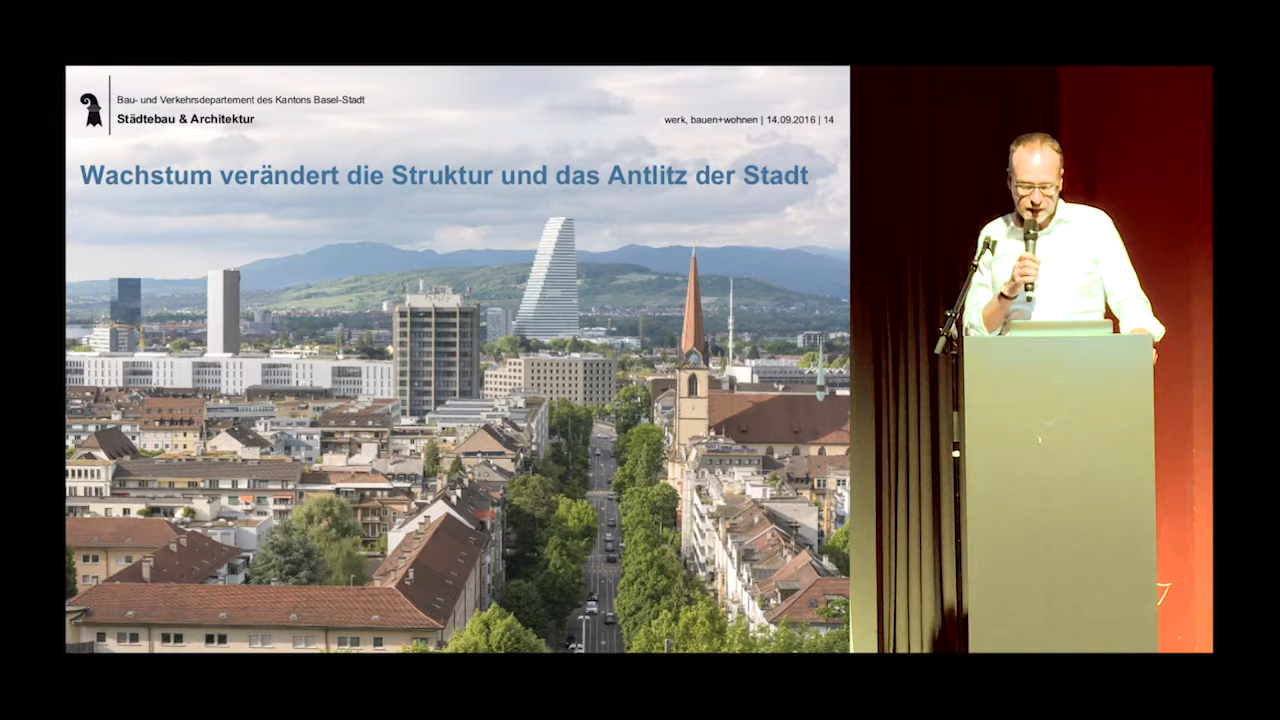 Bau- und Verkehrsdepartement des Kantons Basel-Stadt
Städtebau & Architektur
werk, bauen+wohnen | 14.09.2016 | 14
Wachstum verändert die Struktur und das Antlitz der Stadt